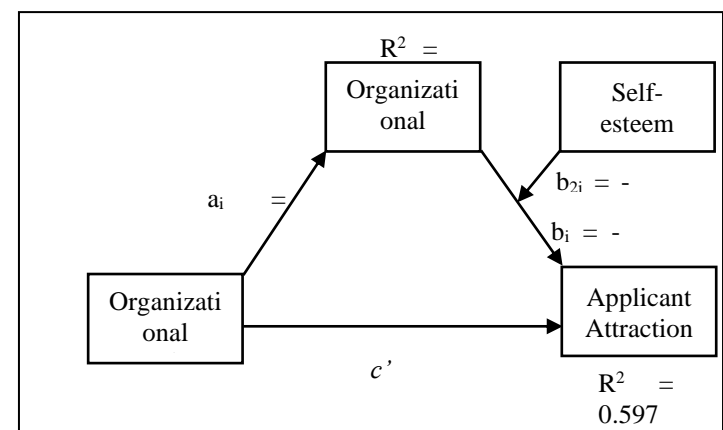 R² =
Organizati
onal
Self-
esteem
aᵢ =
b₂ᵢ = -
bᵢ = -
Organizati
onal
Applicant
Attraction
c’
R² =
0.597